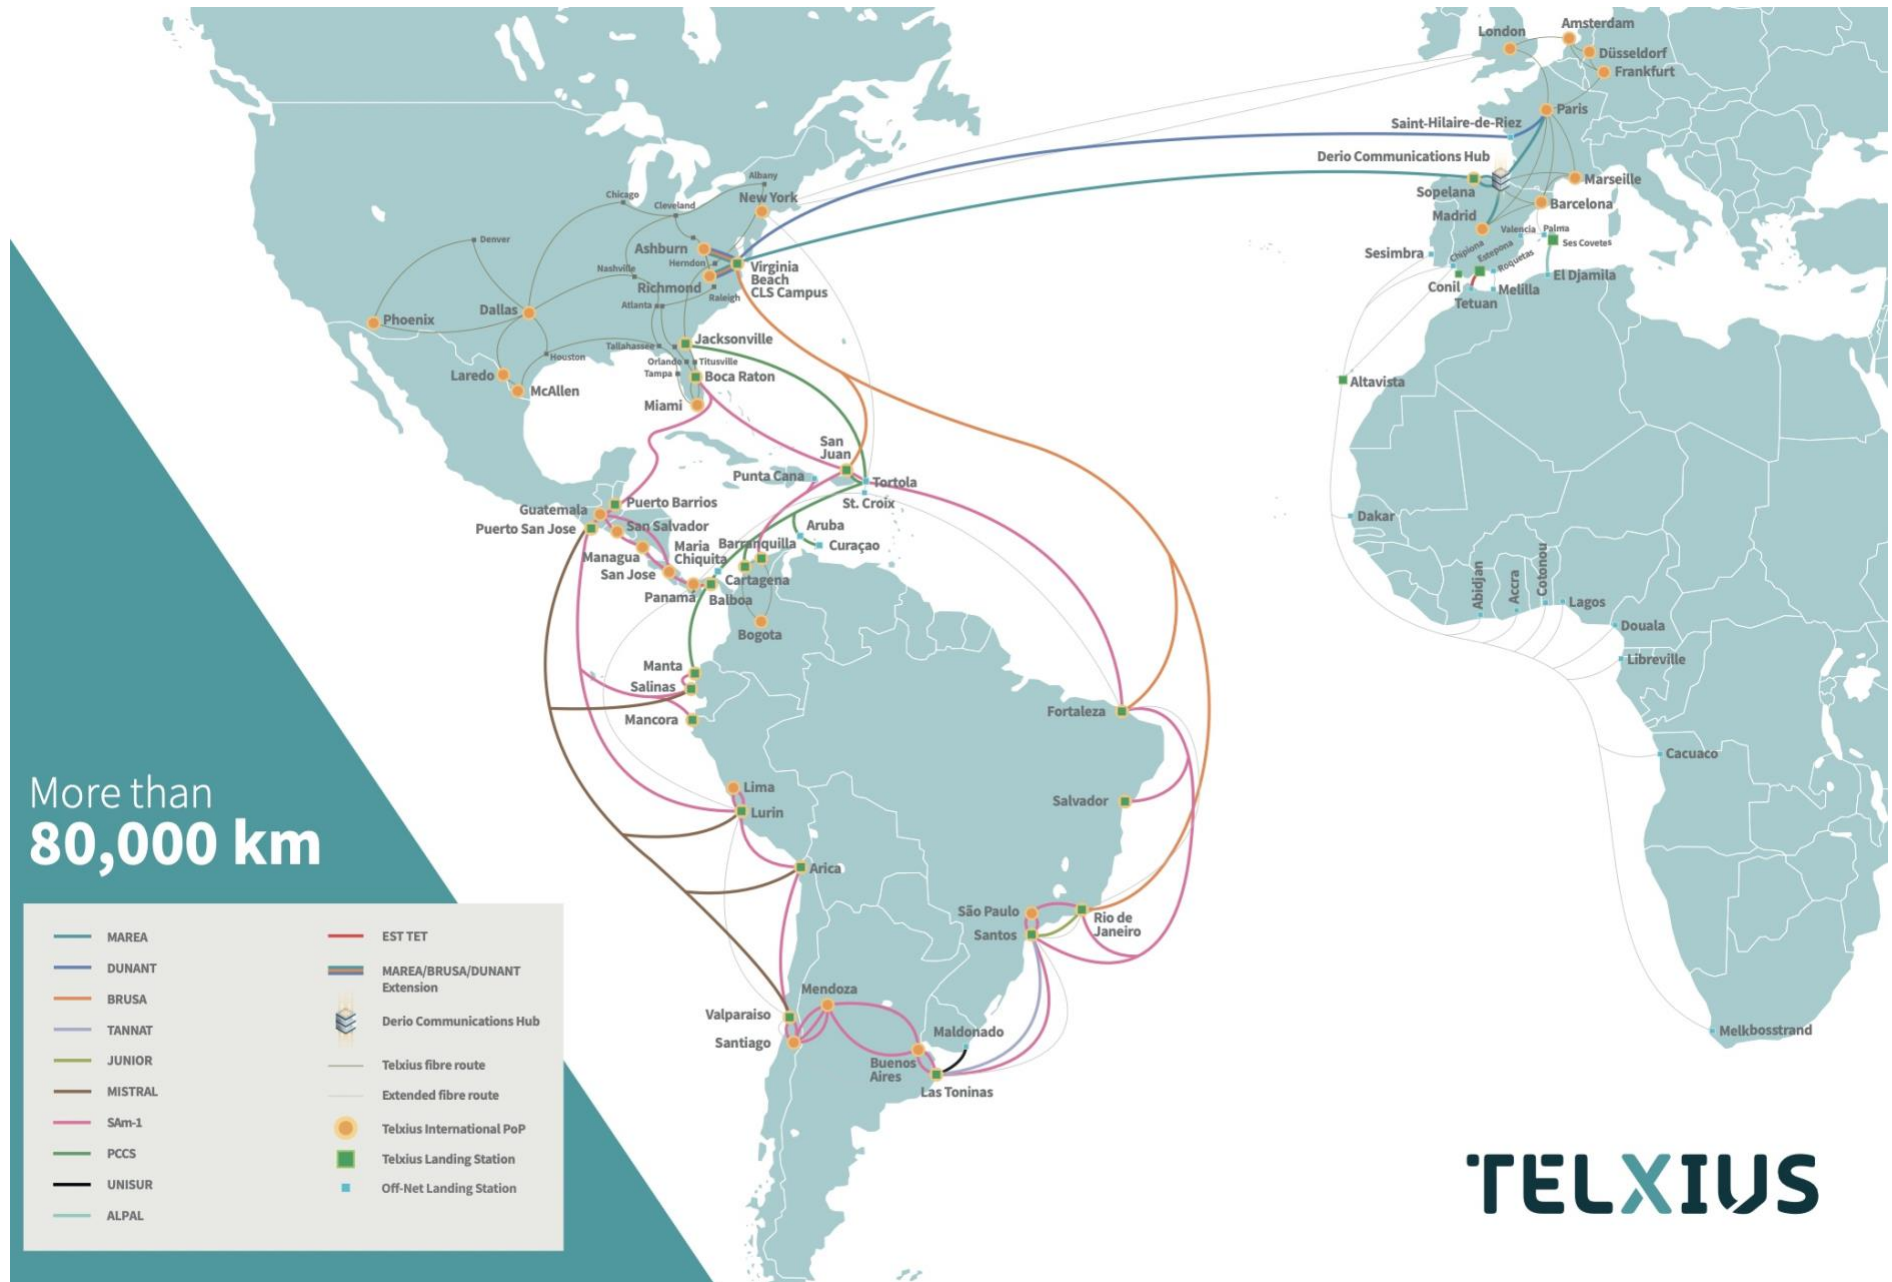 London
Amsterdam
Düsseldorf
Frankfurt
Paris
Saint-Hilaire-de-Riez
Derio Communications Hub
Sopelana
Marseille
Barcelona
Madrid
Valencia
Palma
Ses Covetes
Sesimbra
Chipiona
Estepona
Roquetas
El Djamila
Conil
Melilla
Tetuan
Altavista
Albany
Chicago
Cleveland
New York
Denver
Ashburn
Herndon
Nashville
Richmond
Virginia
Beach
CLS Campus
Raleigh
Atlanta
Dallas
Phoenix
Jacksonville
Tallahassee
Houston
Orlando
Titusville
Tampa
Boca Raton
Laredo
McAllen
Miami
San
Juan
Punta Cana
Tortola
St. Croix
Puerto Barrios
Guatemala
Puerto San Jose
San Salvador
Aruba
Curaçao
Managua
Maria
Chiquita
Barranquilla
San Jose
Cartagena
Panamá
Balboa
Bogota
Manta
Salinas
Mancora
Fortaleza
Lima
Lurin
Salvador
Arica
São Paulo
Santos
Rio de
Janeiro
Mendoza
Valparaiso
Santiago
Maldonado
Buenos
Aires
Las Toninas
Dakar
Abidjan
Accra
Cotonou
Lagos
Douala
Libreville
Cacuaco
Melkbosstrand
More than
80,000 km
MAREA
DUNANT
BRUSA
TANNAT
JUNIOR
MISTRAL
SAm-1
PCCS
UNISUR
ALPAL
EST TET
MAREA/BRUSA/DUNANT
Extension
Derio Communications Hub
Telxius fibre route
Extended fibre route
Telxius International PoP
Telxius Landing Station
Off-Net Landing Station
TELXIUS